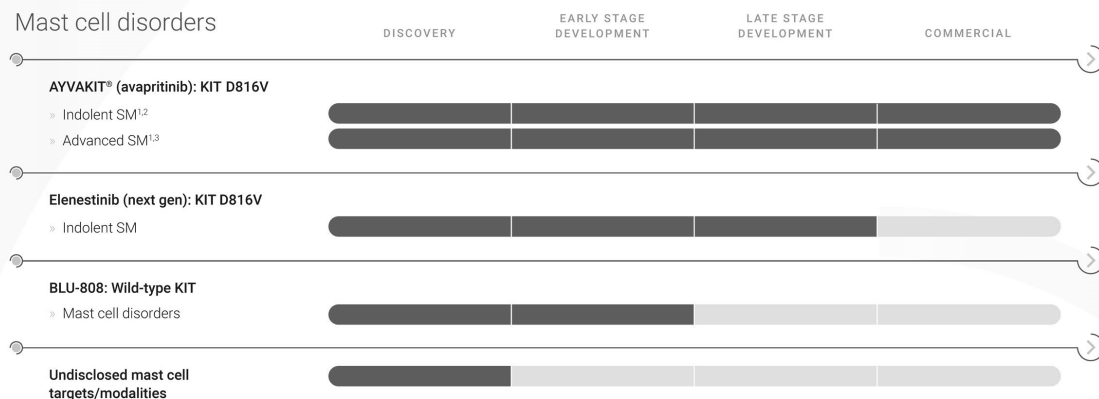 Mast cell disorders
DISCOVERY
EARLY STAGE
DEVELOPMENT
LATE STAGE
DEVELOPMENT
COMMERCIAL
AYVAKIT® (avapritinib): KIT D816V
» Indolent SM1,2
» Advanced SM1,3
Elenestinib (next gen): KIT D816V
» Indolent SM
BLU-808: Wild-type KIT
» Mast cell disorders
Undisclosed mast cell
targets/modalities